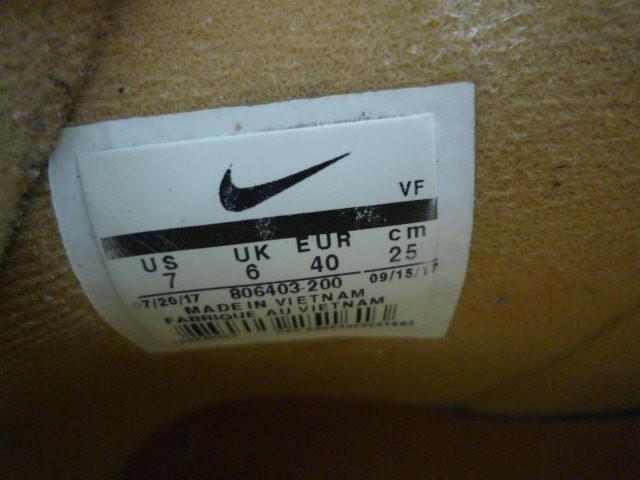 VF
US UK EUR cm
7 6 40 25
07/20/17 806403-200 09/15/17
MADE IN VIETNAM
FABRIQUE AU VIETNAM